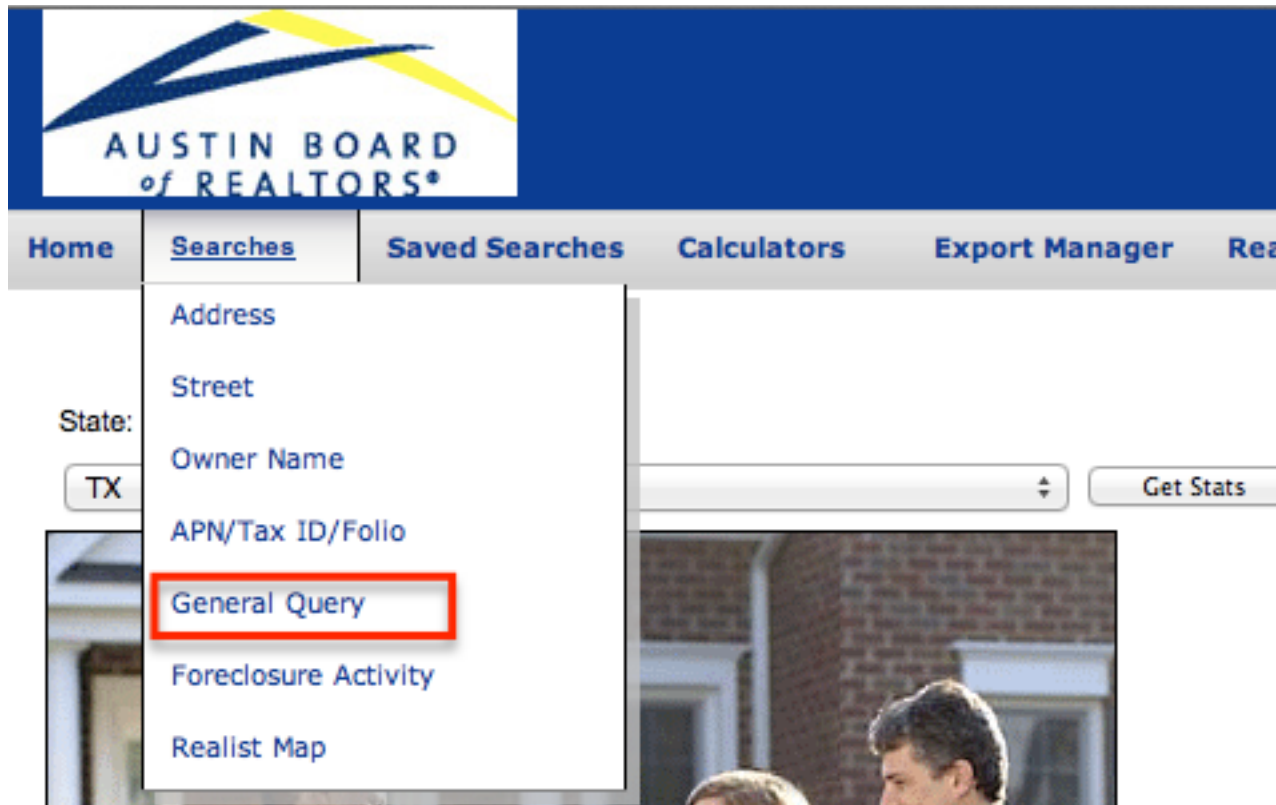 AUSTIN BOARD
of REALTORS®
Home Searches Saved Searches Calculators Export Manager
Address
Street
State:
Owner Name
TX Get Stats
APN/Tax ID/Folio
General Query
Foreclosure Activity
Realist Map